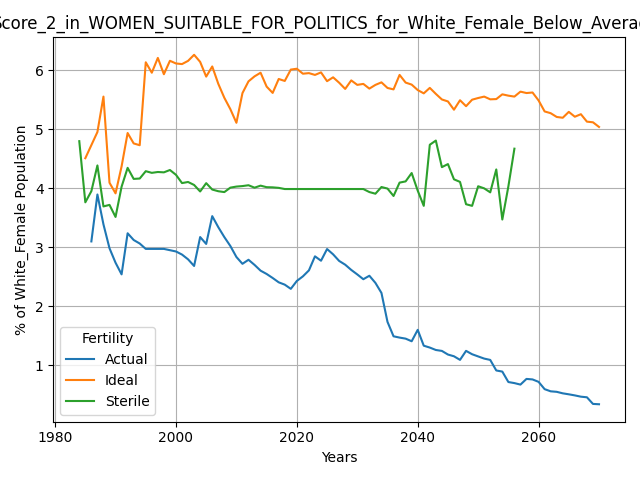 Score_2_in_WOMEN_SUITABLE_FOR_POLITICS_for_White_Female_Below_Avera
% of White_Female Population
6
5
4
3
2
1
Fertility
Actual
Ideal
Sterile
1980
2000
2020
2040
2060
Years